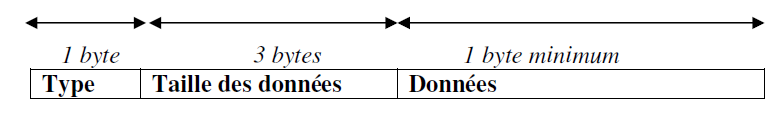 1 byte 3 bytes 1 byte minimum
Type Taille des données Données